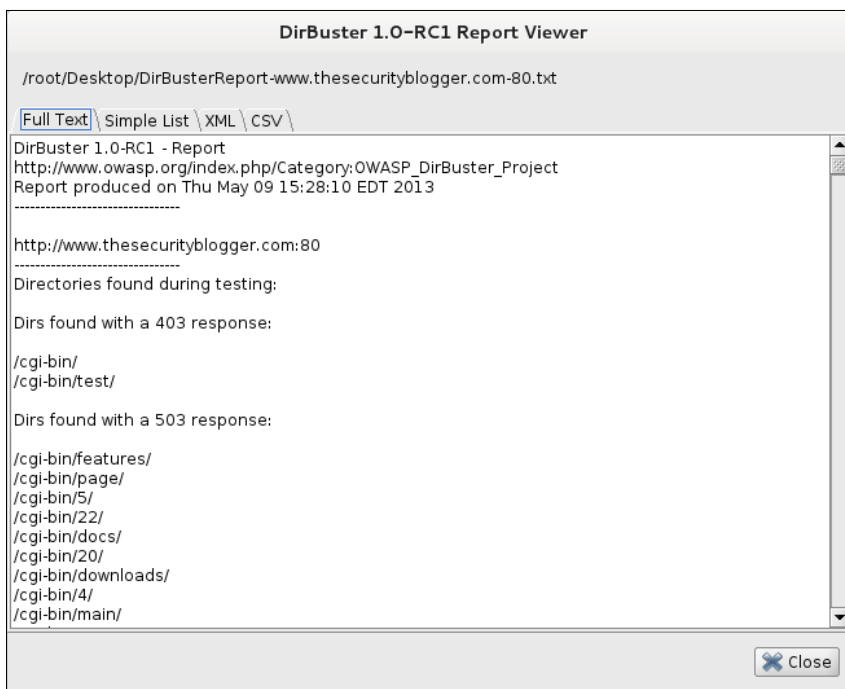 DirBuster 1.0-RC1 Report Viewer
/root/Desktop/DirBusterReport-www.thesecurityblogger.com-80.txt
Full Text Simple List XML CSV
DirBuster 1.0-RC1 - Report
http://www.owasp.org/index.php/Category:OWASP_DirBuster_Project
Report produced on Thu May 09 15:28:10 EDT 2013
--------------------------------
http://www.thesecurityblogger.com:80
--------------------------------
Directories found during testing:
Dirs found with a 403 response:
/cgi-bin/
/cgi-bin/test/
Dirs found with a 503 response:
/cgi-bin/features/
/cgi-bin/page/
/cgi-bin/5/
/cgi-bin/22/
/cgi-bin/docs/
/cgi-bin/20/
/cgi-bin/downloads/
/cgi-bin/4/
/cgi-bin/main/
Close